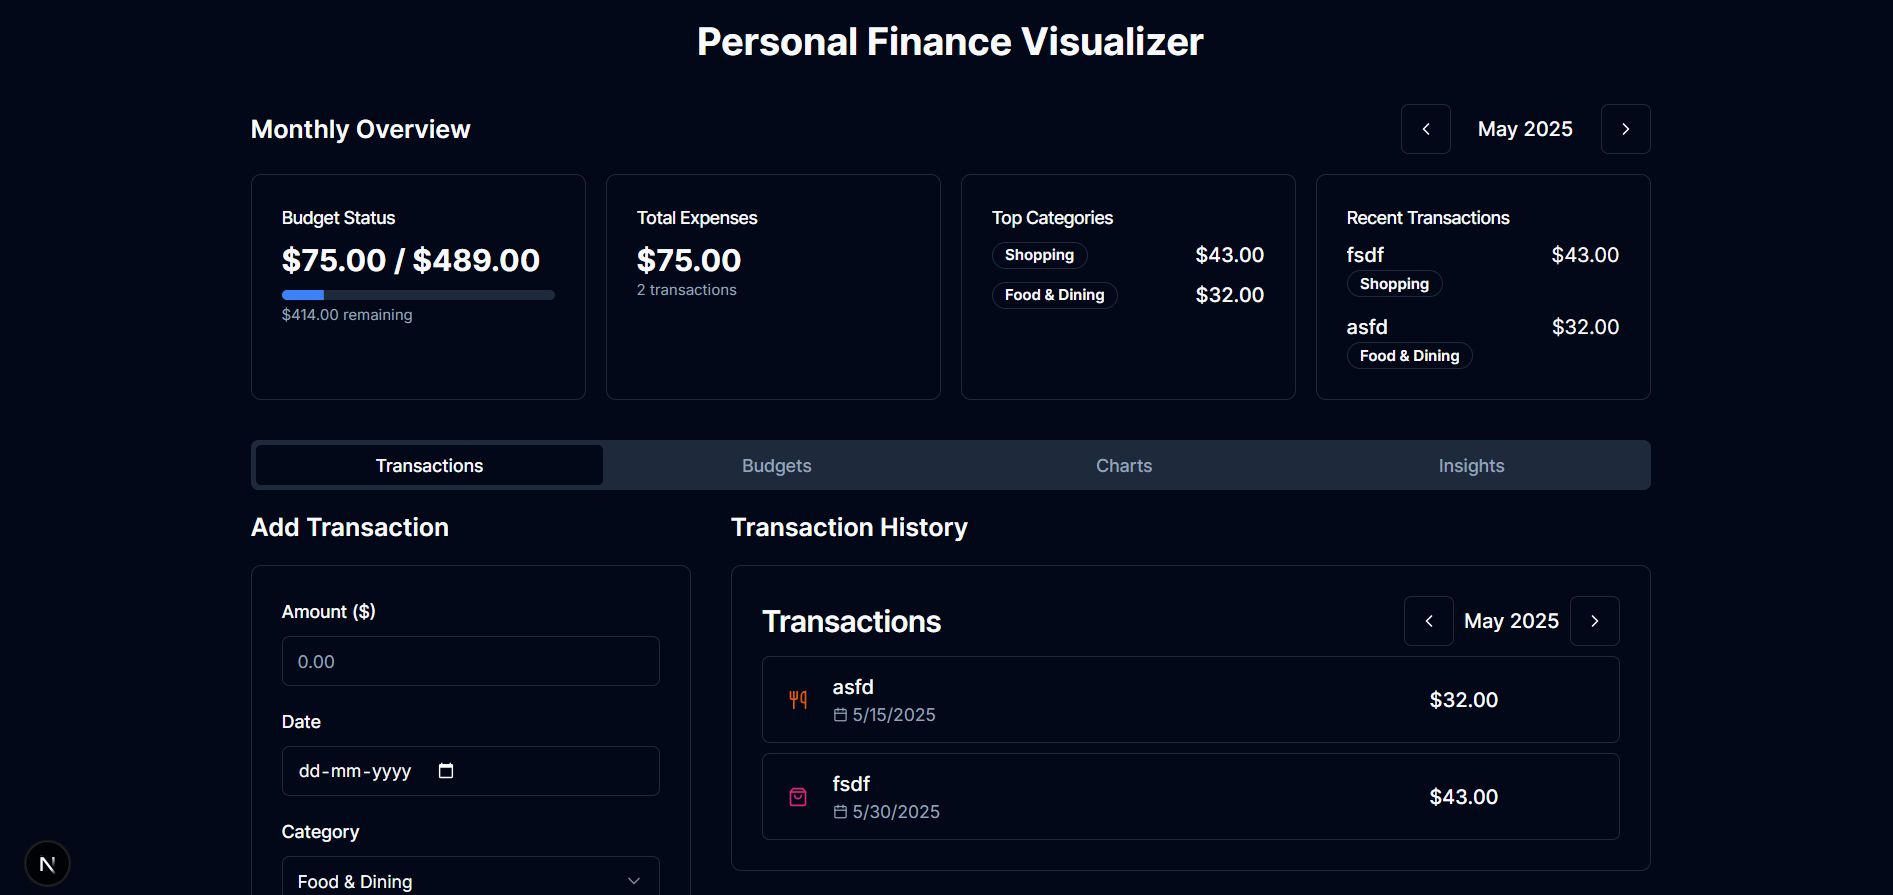 Personal Finance Visualizer
Monthly Overview
May 2025
Budget Status
$75.00 / $489.00
$414.00 remaining
Total Expenses
$75.00
2 transactions
Top Categories
Shopping $43.00
Food & Dining $32.00
Recent Transactions
fsdf $43.00
Shopping
asfd $32.00
Food & Dining
Transactions Budgets Charts Insights
Add Transaction
Amount ($)
0.00
Date
dd-mm-yyyy
Category
Food & Dining
Transaction History
Transactions May 2025
asfd
5/15/2025
$32.00
fsdf
5/30/2025
$43.00
N